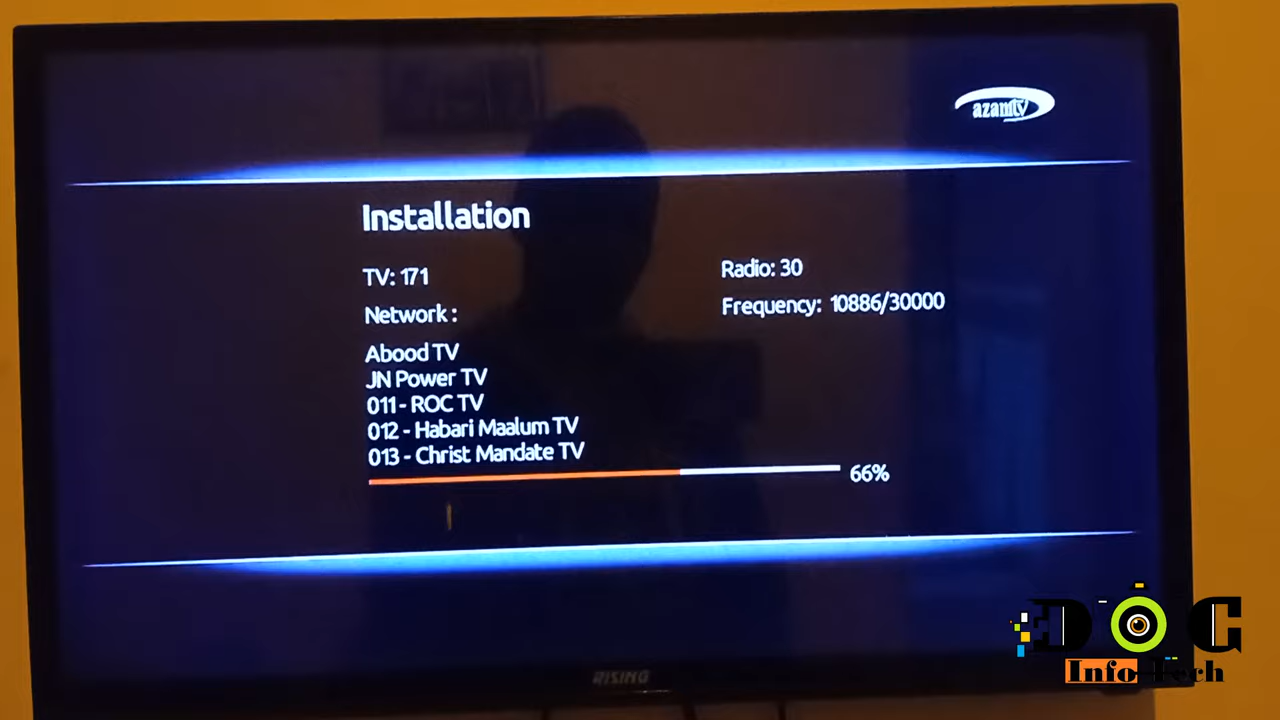 azamtv
Installation
TV: 171
Radio: 30
Network :
Frequency: 10886/30000
Abood TV
JN Power TV
011 - ROC TV
012 - Habari Maalum TV
013 - Christ Mandate TV
66%
RISING
DOC
Info Tech